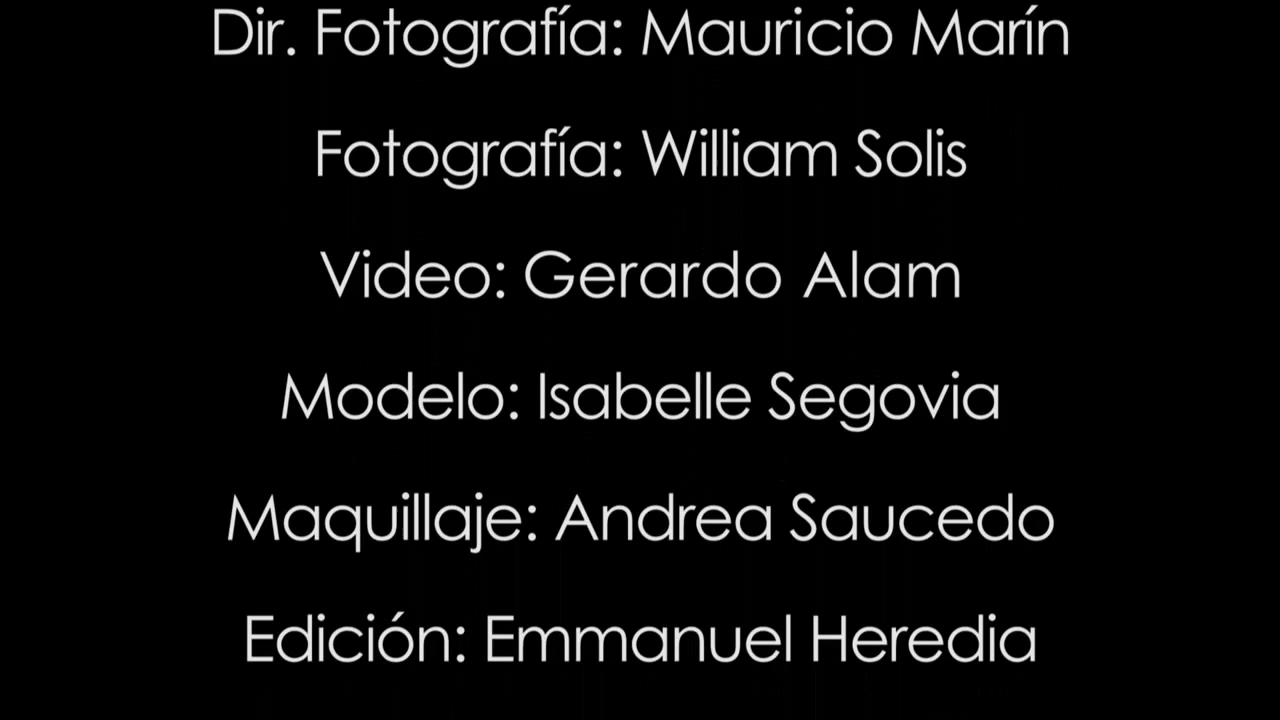 Dir. Fotografía: Mauricio Marín
Fotografía: William Solis
Video: Gerardo Alam
Modelo: Isabelle Segovia
Maquillaje: Andrea Saucedo
Edición: Emmanuel Heredia